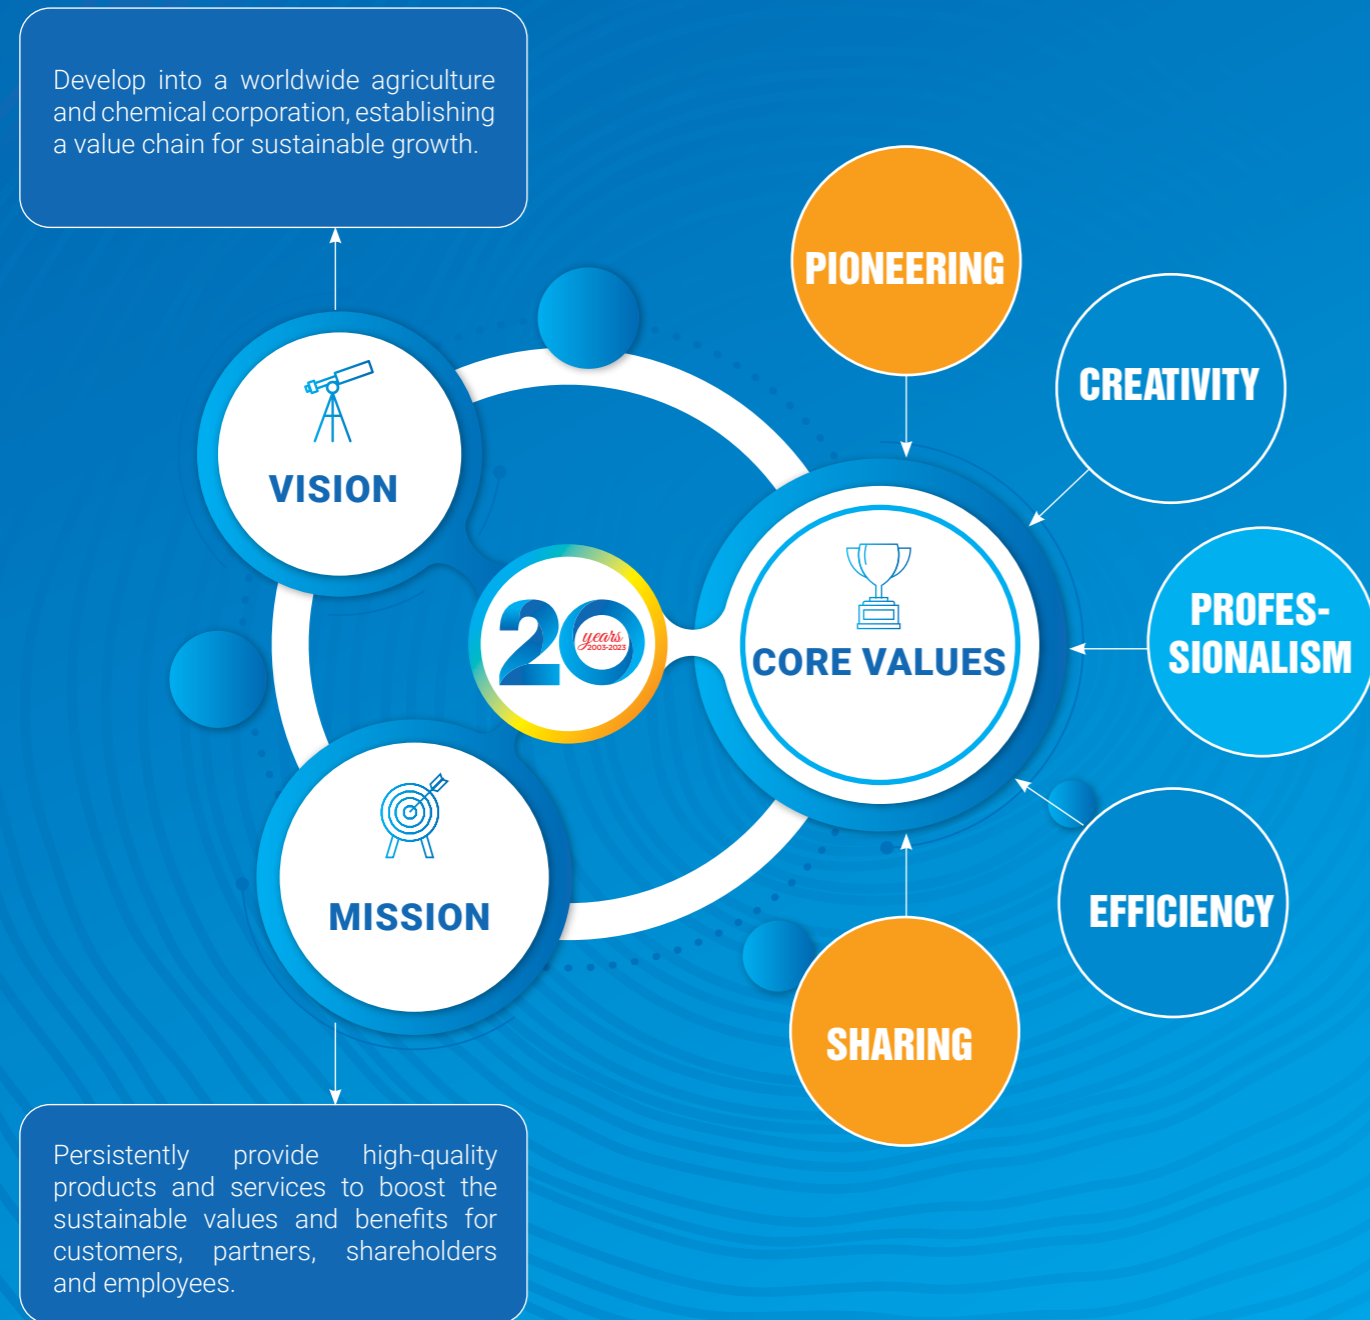 Develop into a worldwide agriculture
and chemical corporation, establishing
a value chain for sustainable growth.
PIONEERING
CREATIVITY
VISION
20
years
2003-2023
CORE VALUES
PROFES-
SIONALISM
MISSION
EFFICIENCY
SHARING
Persistently provide high-quality
products and services to boost the
sustainable values and benefits for
customers, partners, shareholders
and employees.